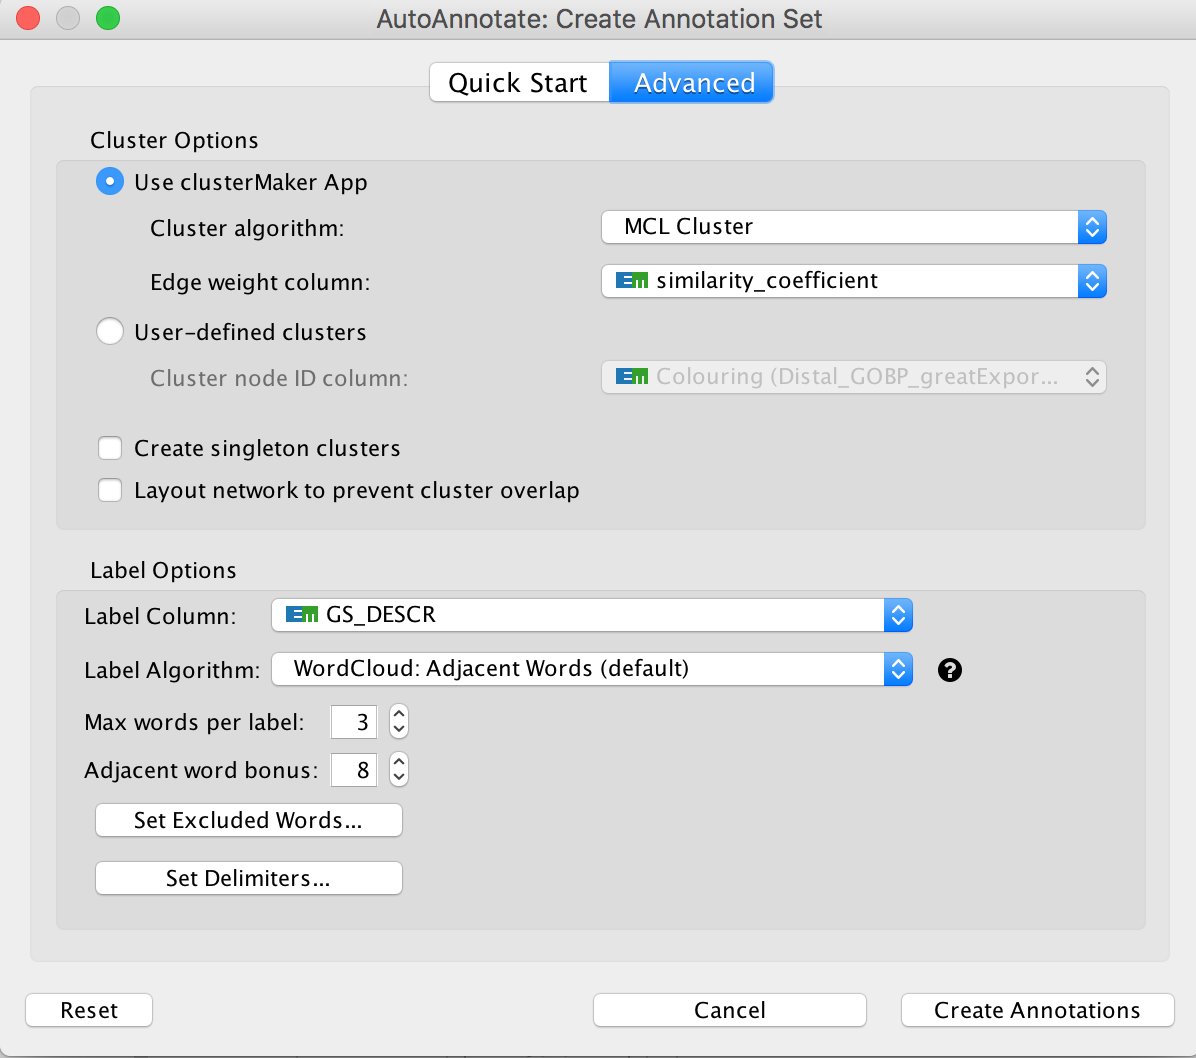 AutoAnnotate: Create Annotation Set
Quick Start Advanced
Cluster Options
Use clusterMaker App
Cluster algorithm: MCL Cluster
Edge weight column: EM similarity_coefficient
User-defined clusters
Cluster node ID column: EM Colouring (Distal_GOBP_greatExpor...
Create singleton clusters
Layout network to prevent cluster overlap
Label Options
Label Column: EM GS_DESCR
Label Algorithm: WordCloud: Adjacent Words (default) ?
Max words per label: 3
Adjacent word bonus: 8
Set Excluded Words...
Set Delimiters...
Reset Cancel Create Annotations